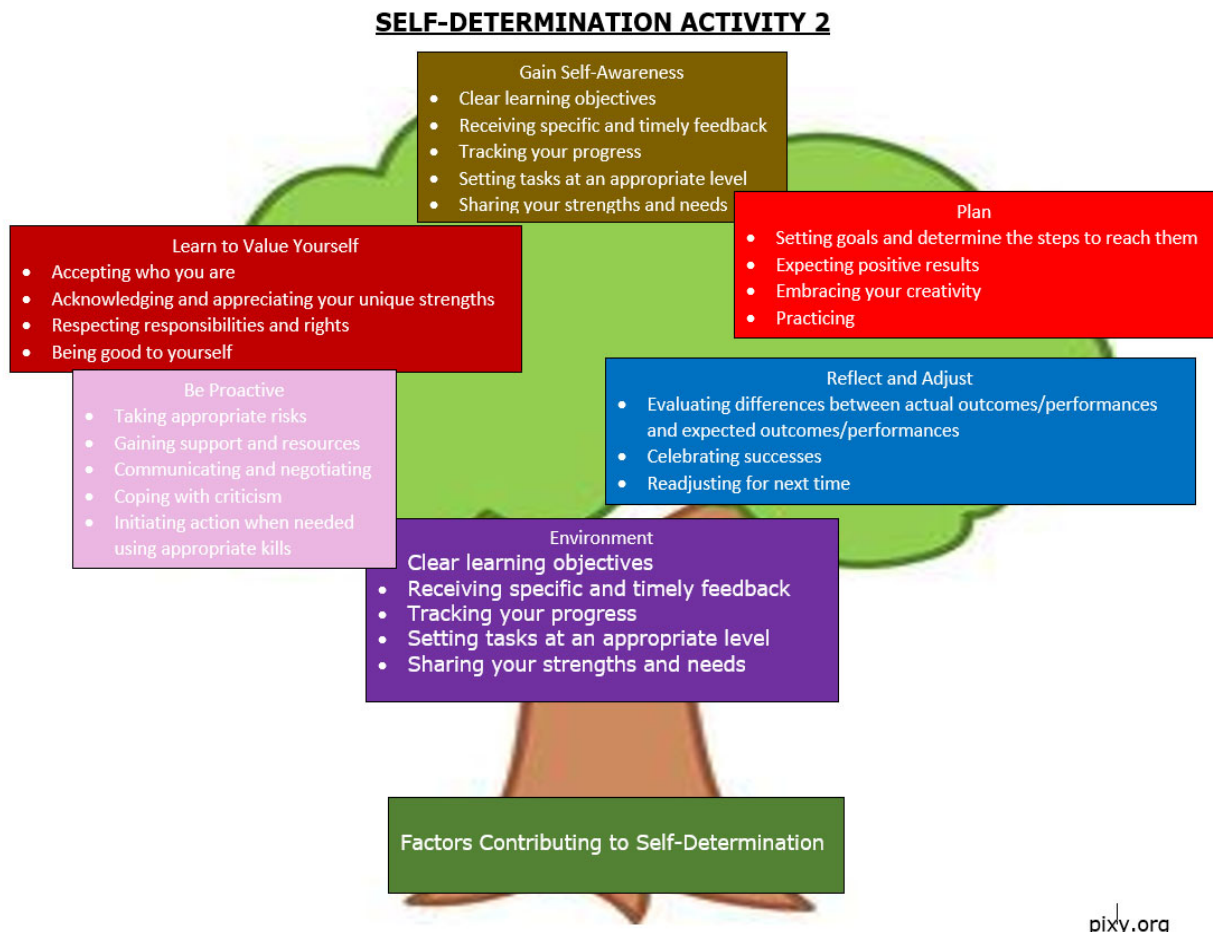 SELF-DETERMINATION ACTIVITY 2
Gain Self-Awareness
• Clear learning objectives
• Receiving specific and timely feedback
• Tracking your progress
• Setting tasks at an appropriate level
• Sharing your strengths and needs
Plan
• Setting goals and determine the steps to reach them
• Expecting positive results
• Embracing your creativity
• Practicing
Learn to Value Yourself
• Accepting who you are
• Acknowledging and appreciating your unique strengths
• Respecting responsibilities and rights
• Being good to yourself
Be Proactive
• Taking appropriate risks
• Gaining support and resources
• Communicating and negotiating
• Coping with criticism
• Initiating action when needed
using appropriate kills
Reflect and Adjust
• Evaluating differences between actual outcomes/performances
and expected outcomes/performances
• Celebrating successes
• Readjusting for next time
Environment
Clear learning objectives
• Receiving specific and timely feedback
• Tracking your progress
• Setting tasks at an appropriate level
• Sharing your strengths and needs
Factors Contributing to Self-Determination
pixy.org